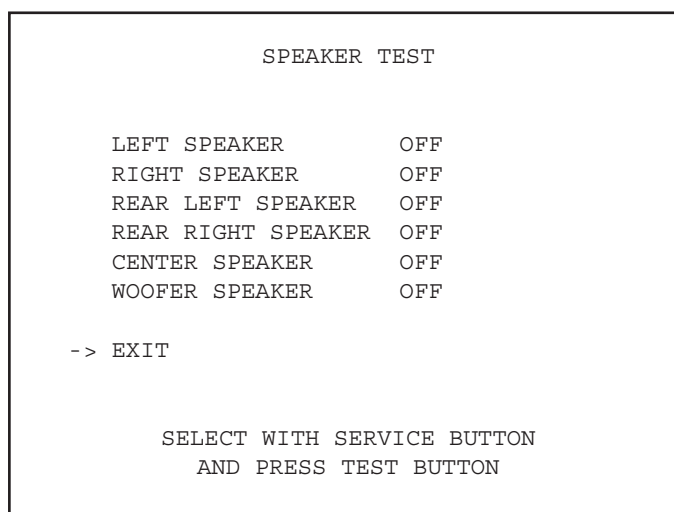 SPEAKER TEST
LEFT SPEAKER OFF
RIGHT SPEAKER OFF
REAR LEFT SPEAKER OFF
REAR RIGHT SPEAKER OFF
CENTER SPEAKER OFF
WOOFER SPEAKER OFF
-> EXIT
SELECT WITH SERVICE BUTTON
AND PRESS TEST BUTTON